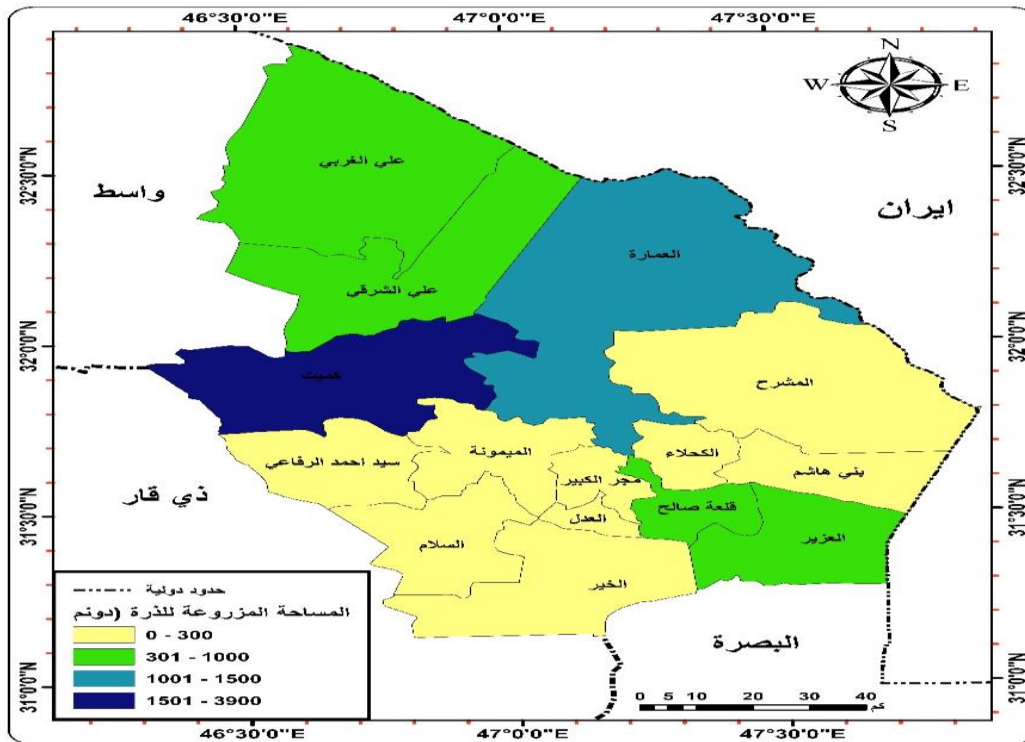 46°30'0"E 47°0'0"E 47°30'0"E
N
W E
S
32°30'0"N 32°30'0"N
علي الغربي
واسط
ايران
العمارة
علي الشرقي
32°0'0"N 32°0'0"N
كميت
المشرح
الميمونة
الكحلاء
سيد احمد الرفاعي
بني هاشم
مجر الكبير
ذي قار
قلعة صالح
31°30'0"N 31°30'0"N
العدل
العزير
السلام
الخير
حدود دولية
المساحة المزروعة للذرة (دونم
0 - 300
301 - 1000
1001 - 1500
1501 - 3900
البصرة
31°0'0"N 31°0'0"N
0 5 10 20 30 40
كم
46°30'0"E 47°0'0"E 47°30'0"E